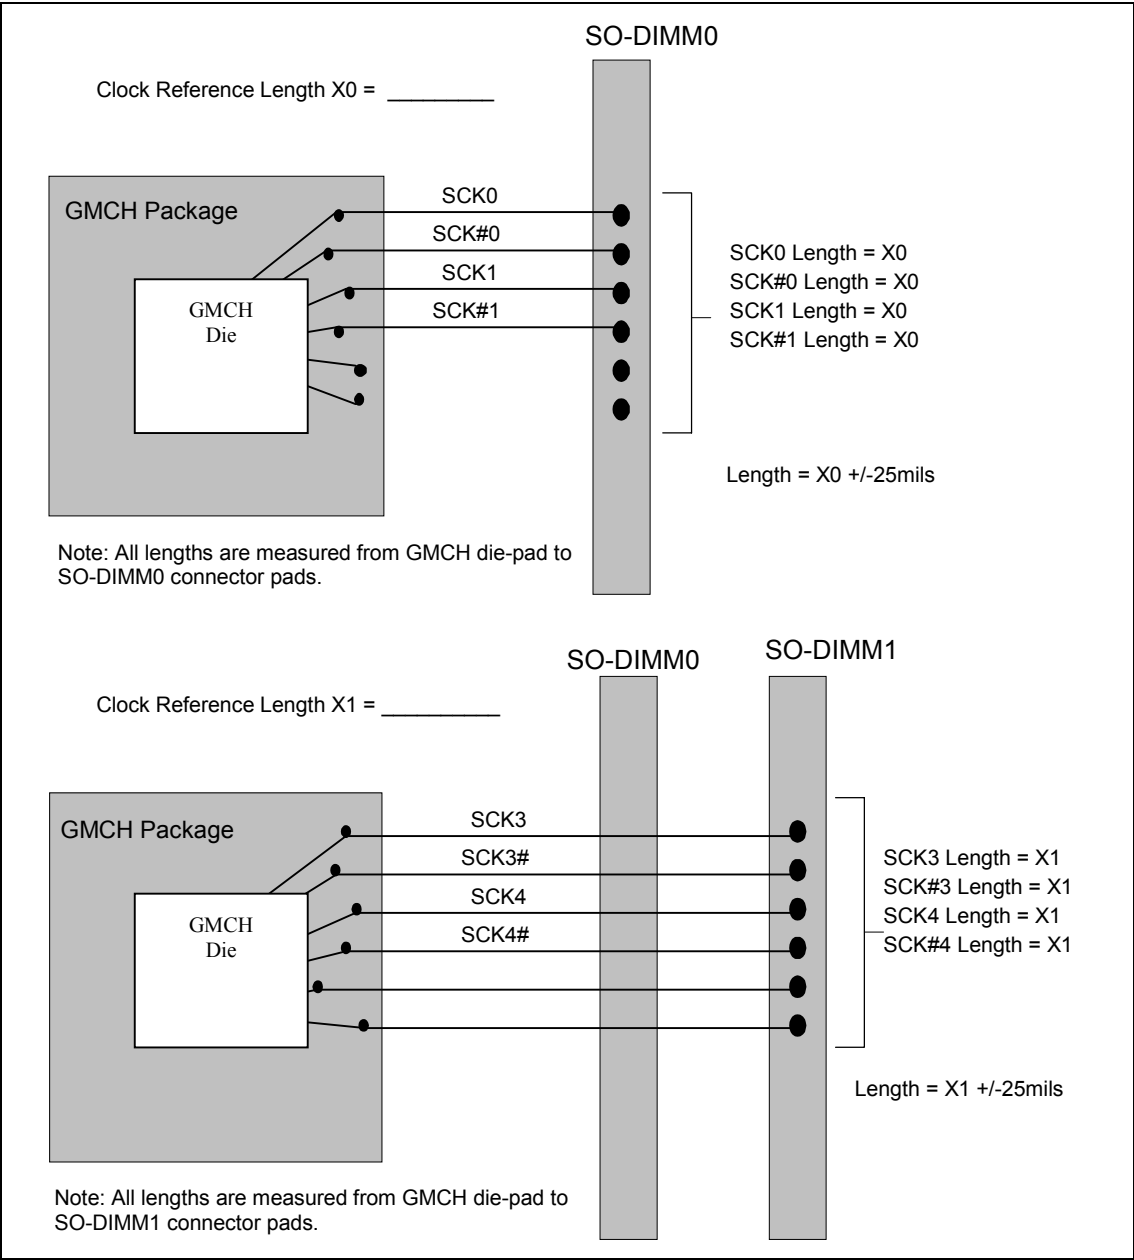 SO-DIMM0
Clock Reference Length X0 = _________
GMCH Package
SCK0
SCK#0
SCK1
SCK#1
GMCH
Die
SCK0 Length = X0
SCK#0 Length = X0
SCK1 Length = X0
SCK#1 Length = X0
Length = X0 +/-25mils
Note: All lengths are measured from GMCH die-pad to
SO-DIMM0 connector pads.
SO-DIMM0
SO-DIMM1
Clock Reference Length X1 = __________
GMCH Package
SCK3
SCK3#
SCK4
SCK4#
GMCH
Die
SCK3 Length = X1
SCK#3 Length = X1
SCK4 Length = X1
SCK#4 Length = X1
Length = X1 +/-25mils
Note: All lengths are measured from GMCH die-pad to
SO-DIMM1 connector pads.